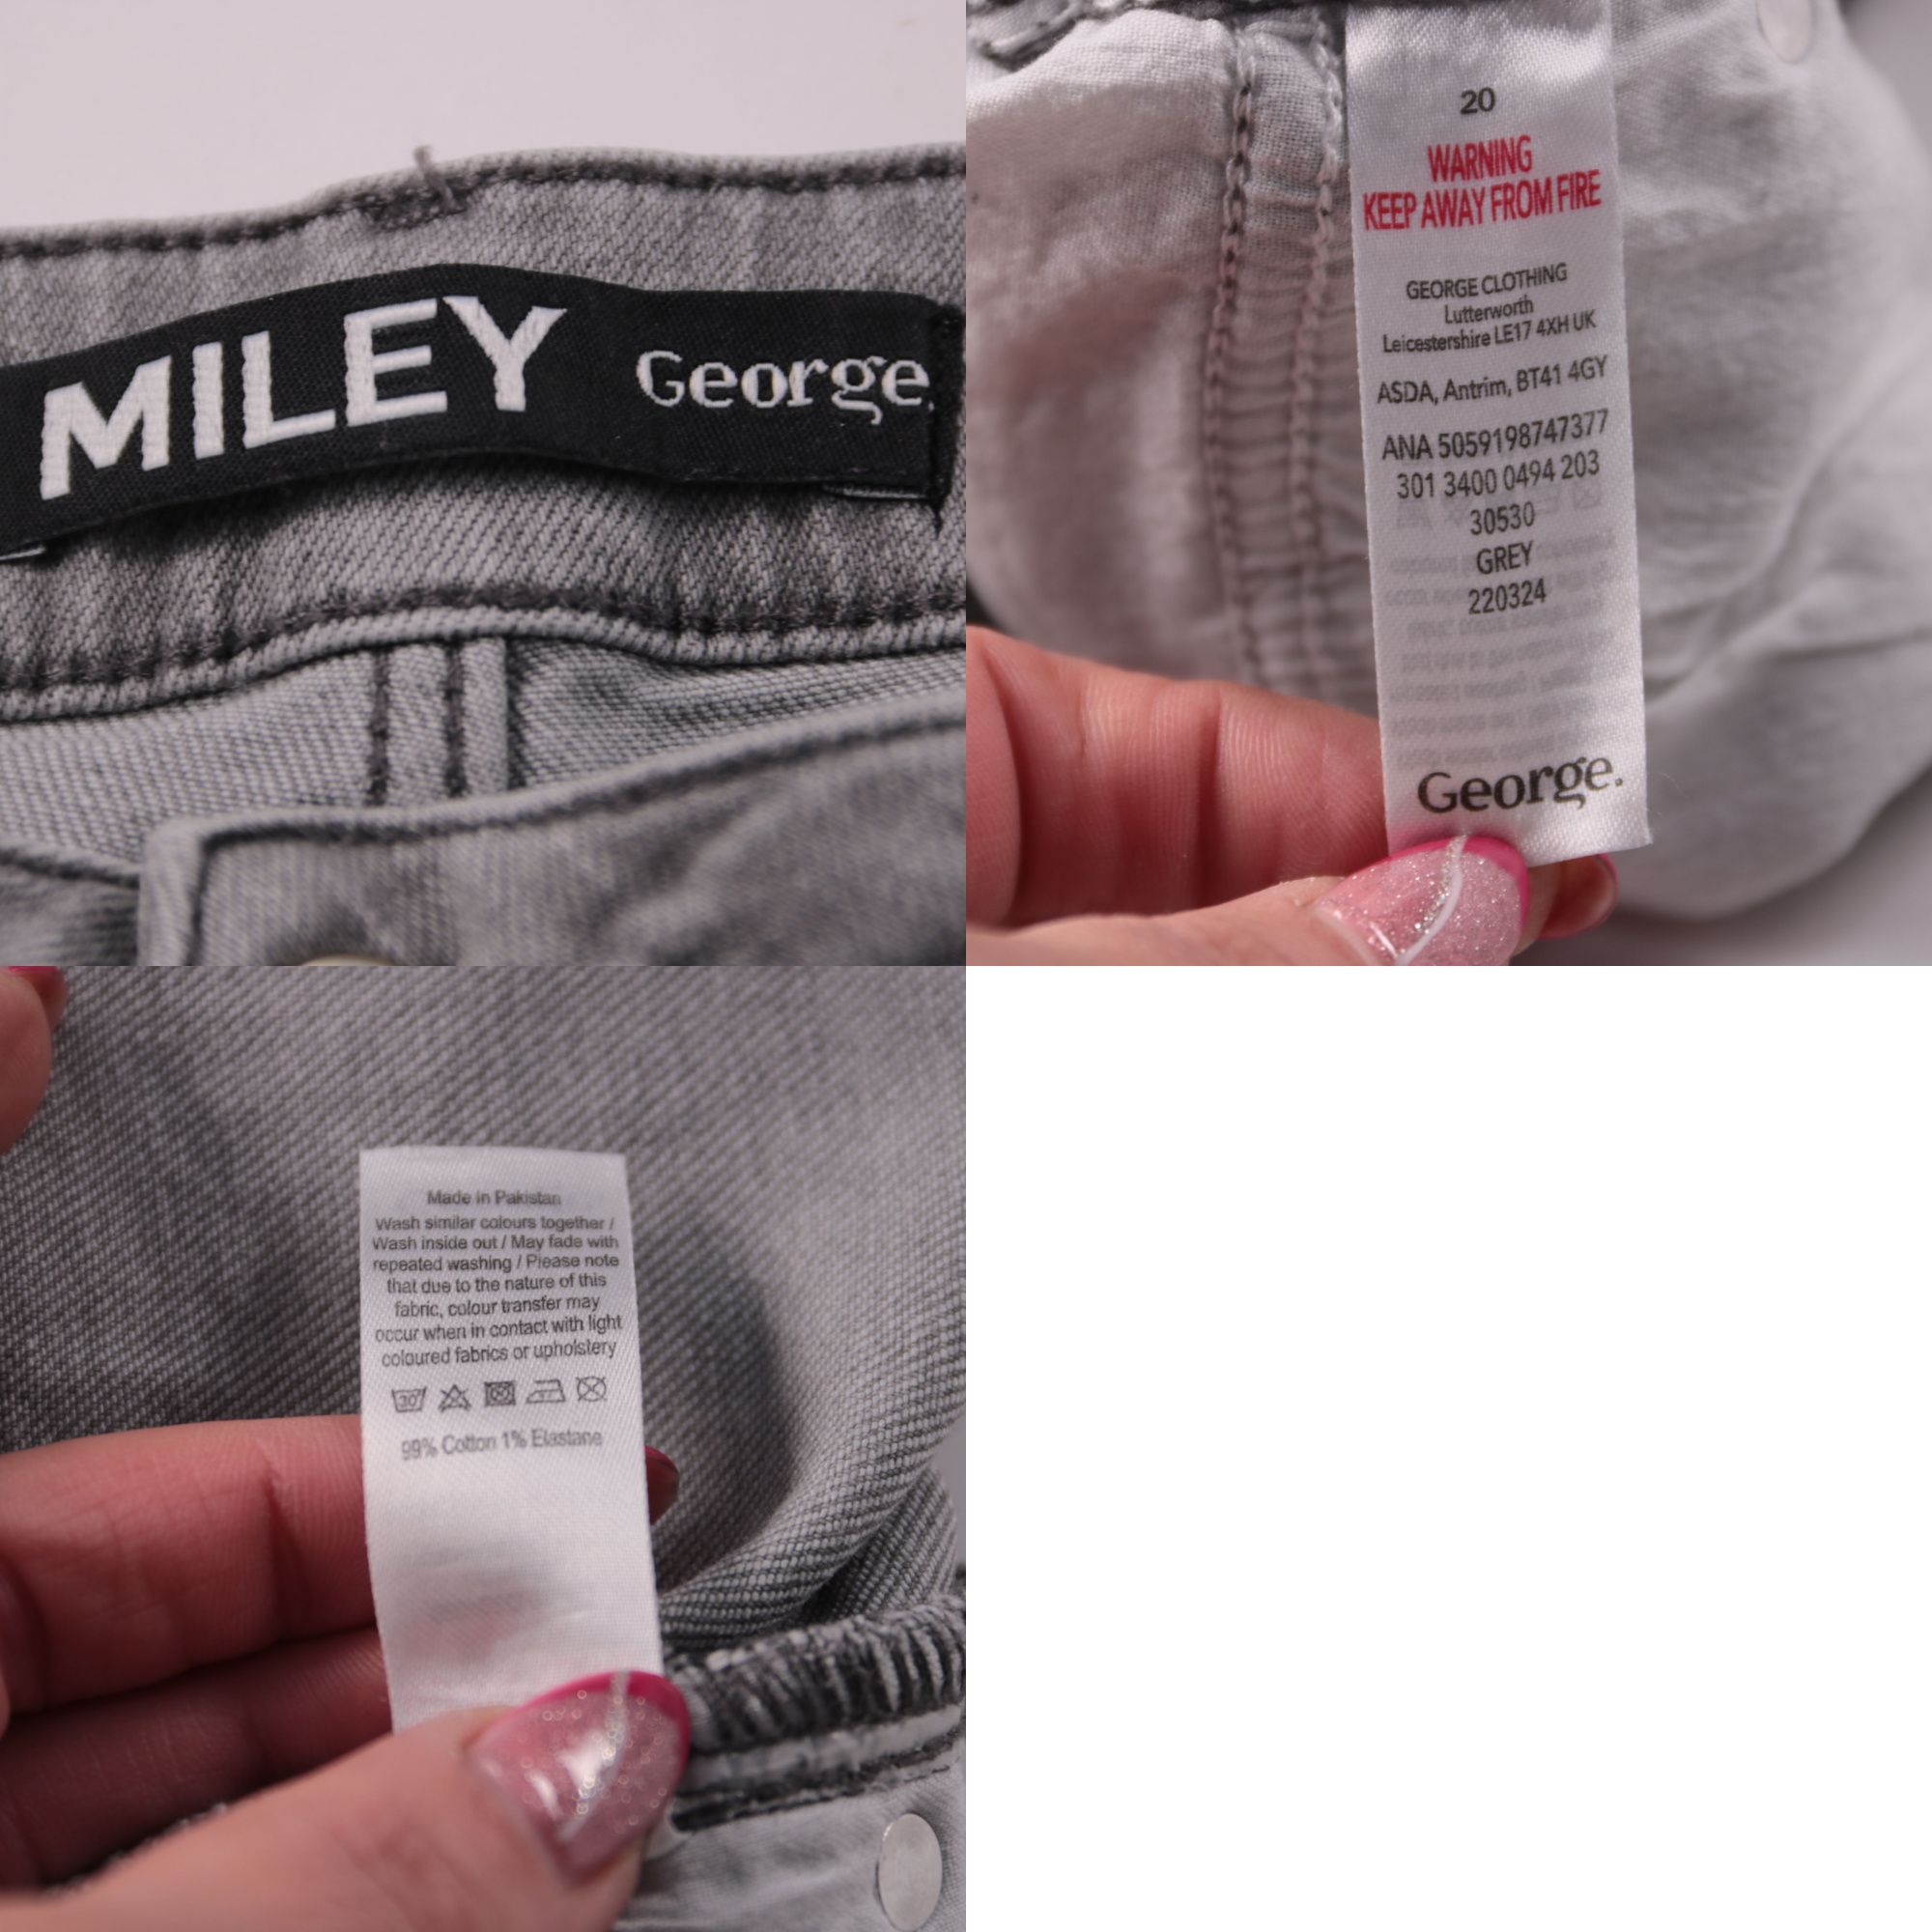 MILEY George.
20
WARNING
KEEP AWAY FROM FIRE
GEORGE CLOTHING
Lutterworth
Leicestershire LE17 4XH UK
ASDA, Antrim, BT41 4GY
ANA 5059198747377
301 3400 0494 203
30530
GREY
220324
George.
Made in Pakistan
Wash similar colours together /
Wash inside out / May fade with
repeated washing / Please note
that due to the nature of this
fabric, colour transfer may
occur when in contact with light
coloured fabrics or upholstery
30°
99% Cotton 1% Elastane